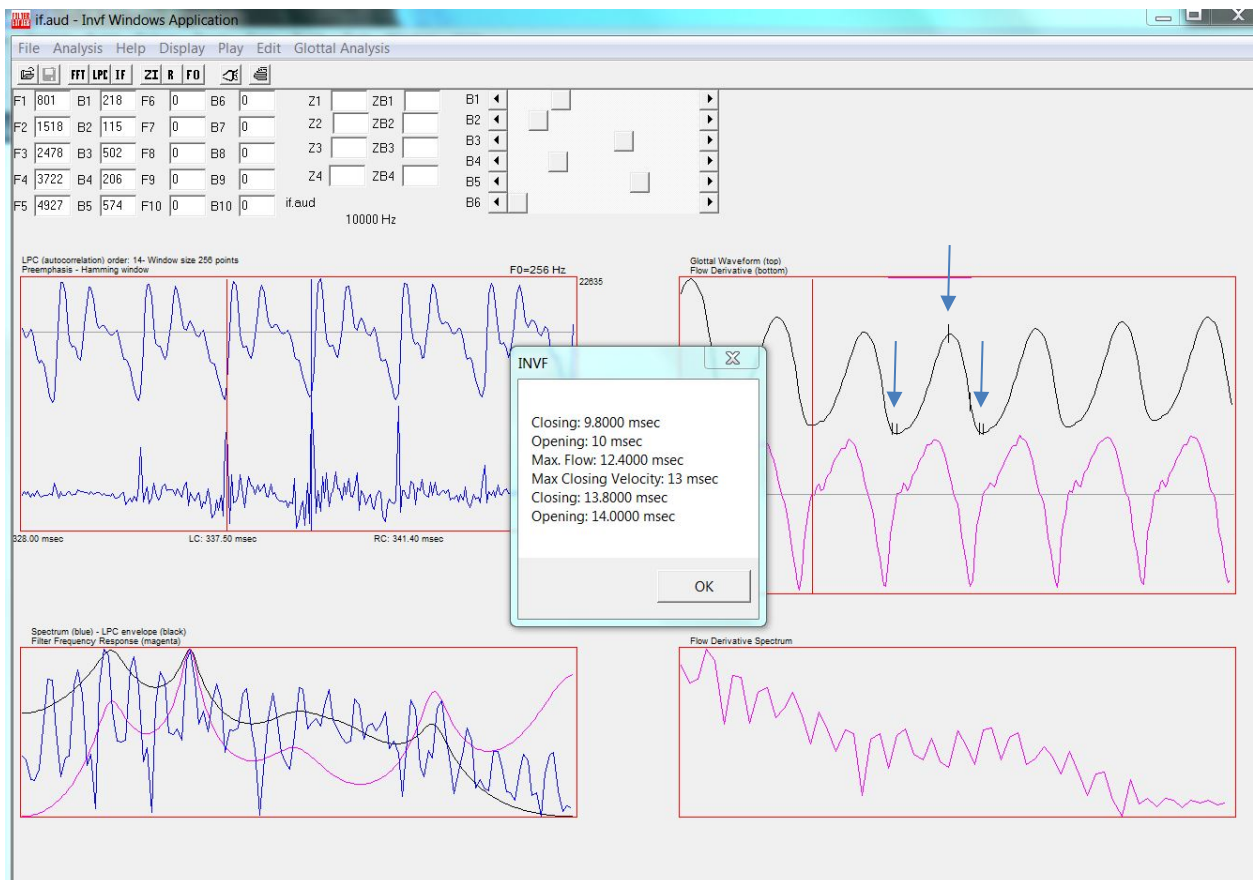 if.aud - Invf Windows Application
File Analysis Help Display Play Edit Glottal Analysis
FFT LPC IF ZI R F0
F1 801 B1 218 F6 0 B6 0 Z1 ZB1 B1
F2 1518 B2 115 F7 0 B7 0 Z2 ZB2 B2
F3 2478 B3 502 F8 0 B8 0 Z3 ZB3 B3
F4 3722 B4 206 F9 0 B9 0 Z4 ZB4 B4
B5
F5 4927 B5 574 F10 0 B10 0 if.aud B6
10000 Hz
LPC (autocorrelation) order: 14- Window size 256 points
Preemphasis - Hamming window F0=256 Hz
22635
Glottal Waveform (top)
Flow Derivative (bottom)
328.00 msec LC: 337.50 msec RC: 341.40 msec
INVF
Closing: 9.8000 msec
Opening: 10 msec
Max. Flow: 12.4000 msec
Max Closing Velocity: 13 msec
Closing: 13.8000 msec
Opening: 14.0000 msec
OK
Spectrum (blue) - LPC envelope (black)
Filter Frequency Response (magenta)
Flow Derivative Spectrum